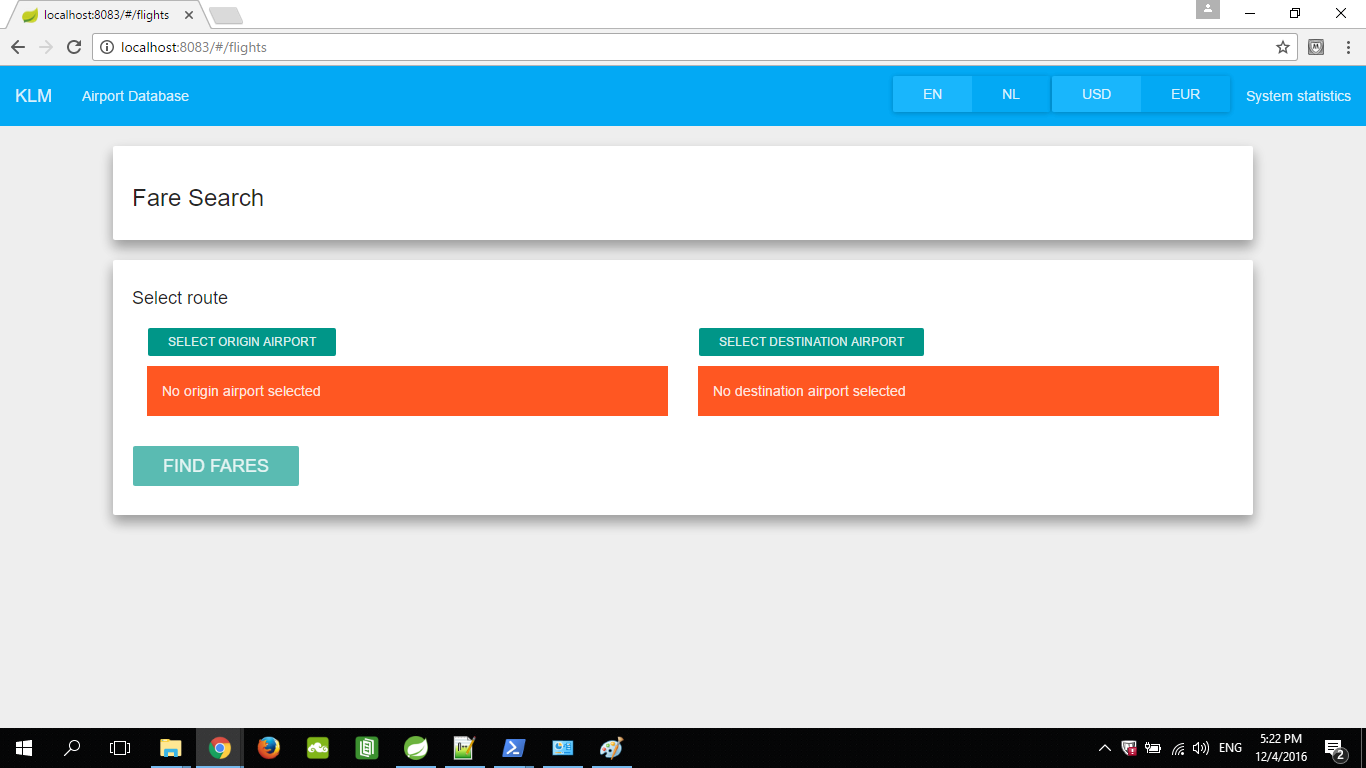 localhost:8083/#/flights
localhost:8083/#/flights
KLM Airport Database EN NL USD EUR System statistics
Fare Search
Select route
SELECT ORIGIN AIRPORT SELECT DESTINATION AIRPORT
No origin airport selected No destination airport selected
FIND FARES
ENG 5:22 PM
12/4/2016 2